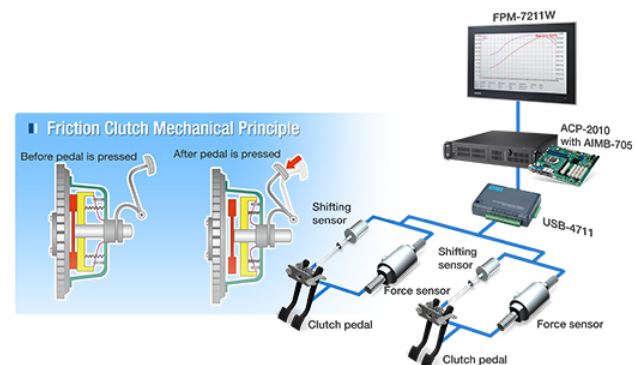 FPM-7211W
ACP-2010
with AIMB-705
Friction Clutch Mechanical Principle
Before pedal is pressed
After pedal is pressed
USB-4711
Shifting
sensor
Shifting
sensor
Force sensor
Clutch pedal
Force sensor
Clutch pedal